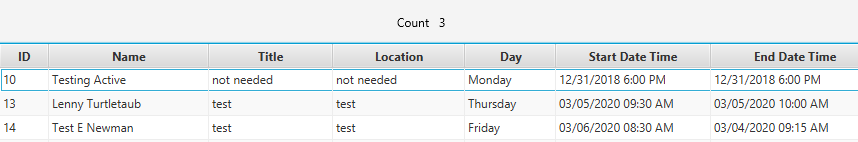 Count 3
ID Name Title Location Day Start Date Time End Date Time
10 Testing Active not needed not needed Monday 12/31/2018 6:00 PM 12/31/2018 6:00 PM
13 Lenny Turtletaub test test Thursday 03/05/2020 09:30 AM 03/05/2020 10:00 AM
14 Test E Newman test test Friday 03/06/2020 08:30 AM 03/04/2020 09:15 AM